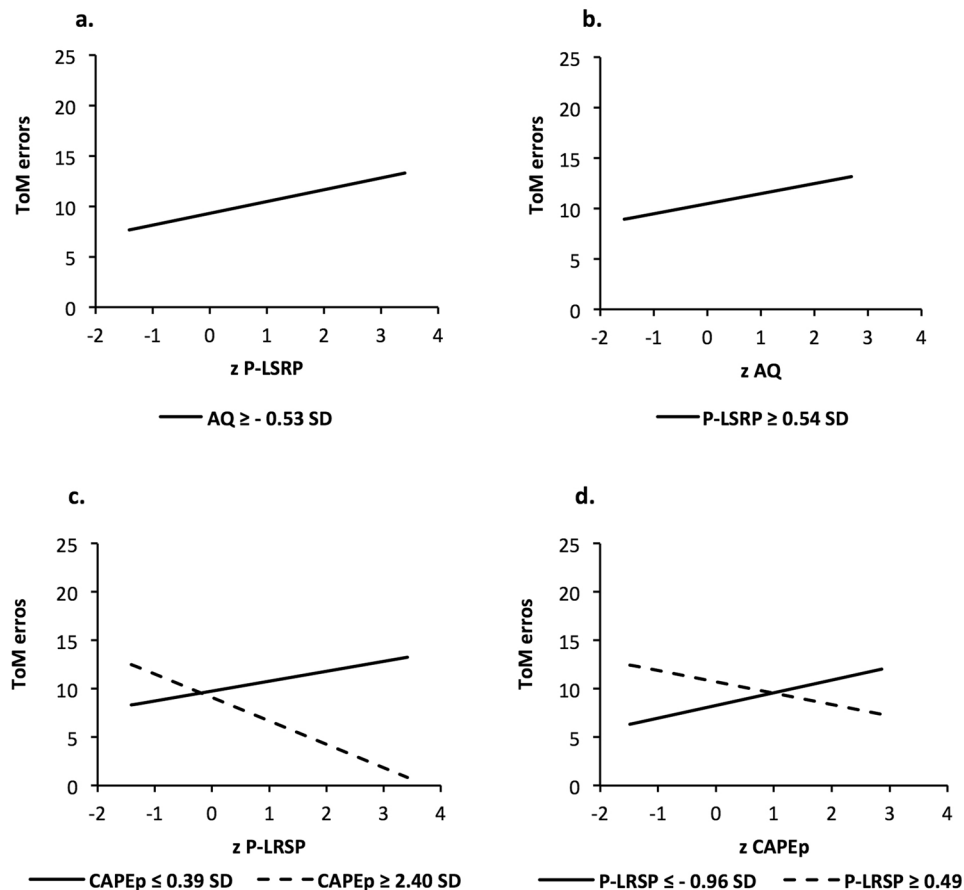 a.
25
20
15
10
5
0
ToM errors
-2 -1 0 1 2 3 4
z P-LSRP
AQ ≥ - 0.53 SD
b.
25
20
15
10
5
0
ToM errors
-2 -1 0 1 2 3 4
z AQ
P-LSRP ≥ 0.54 SD
c.
25
20
15
10
5
0
ToM erros
-2 -1 0 1 2 3 4
z P-LRSP
CAPEp ≤ 0.39 SD CAPEp ≥ 2.40 SD
d.
25
20
15
10
5
0
ToM erros
-2 -1 0 1 2 3 4
z CAPEp
P-LRSP ≤ - 0.96 SD P-LRSP ≥ 0.49